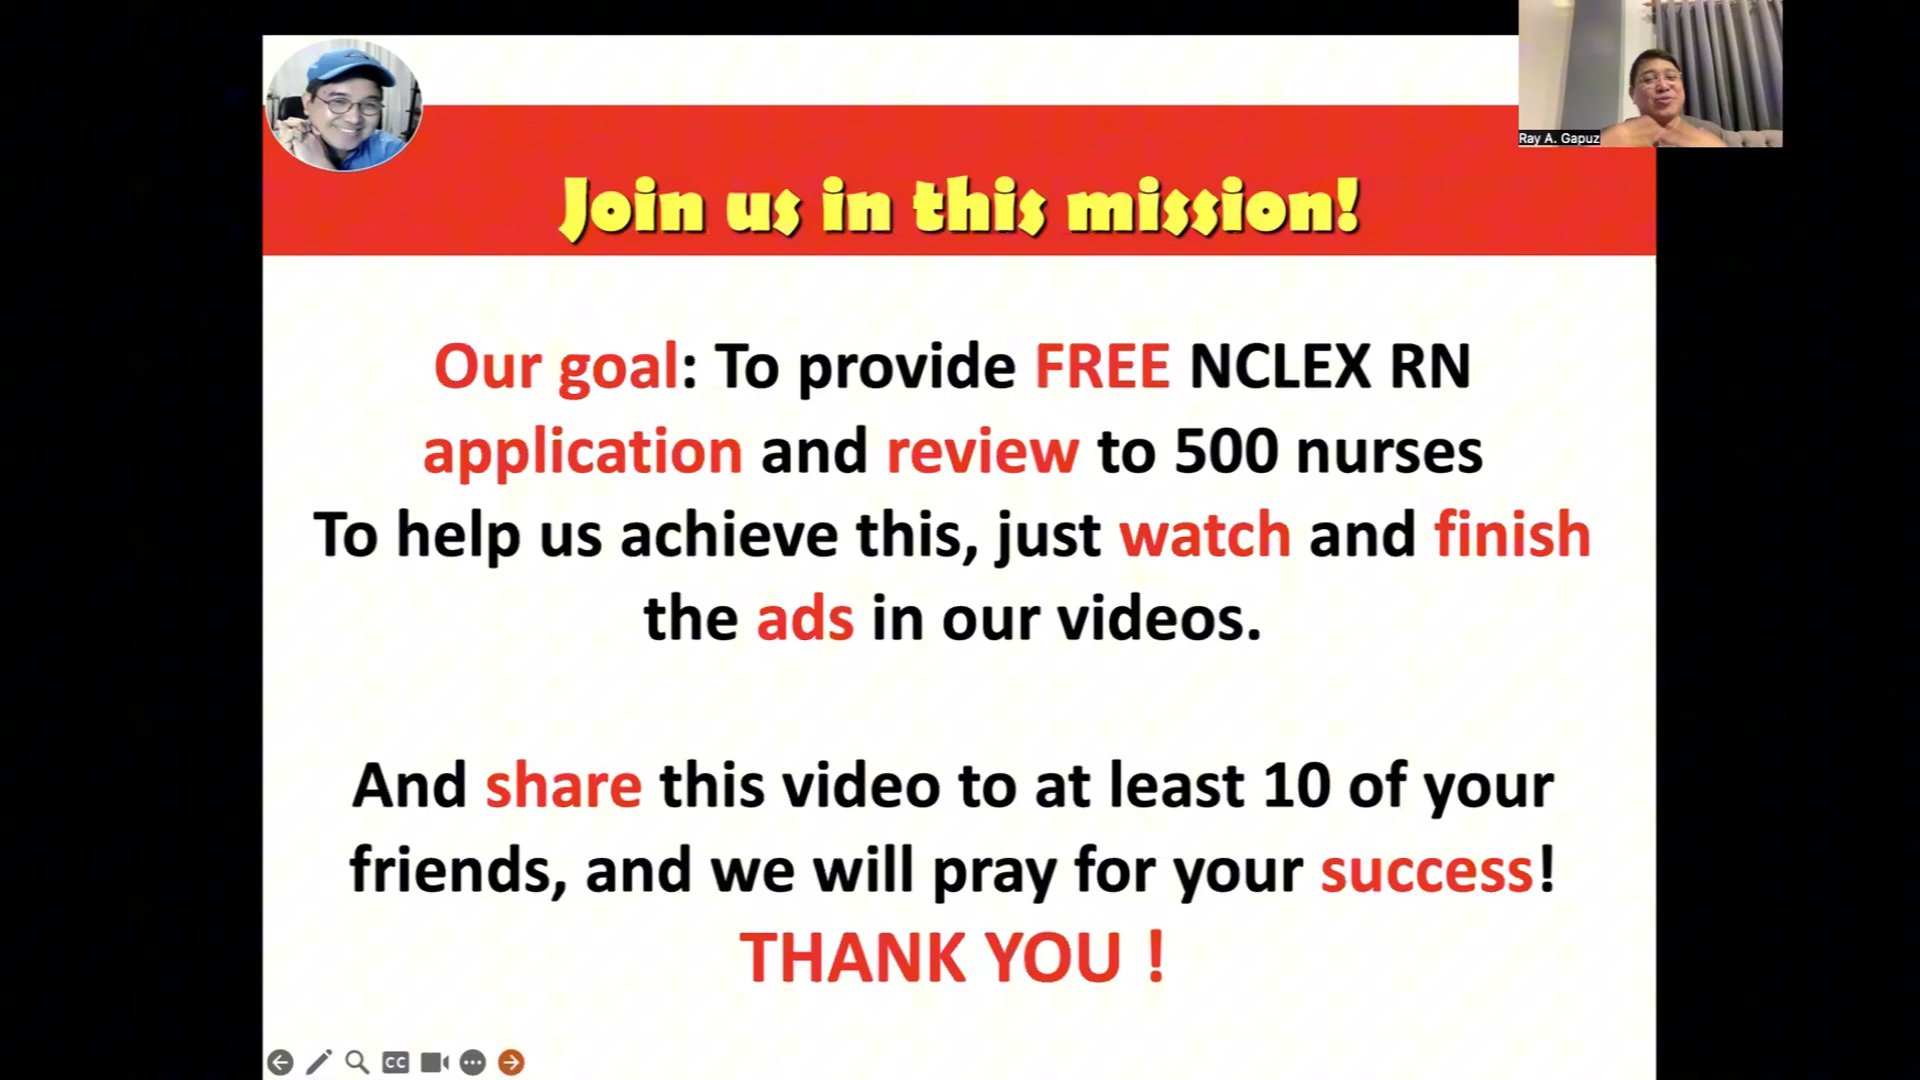 Ray A. Gapuz
Join us in this mission!
Our goal: To provide FREE NCLEX RN
application and review to 500 nurses
To help us achieve this, just watch and finish
the ads in our videos.
And share this video to at least 10 of your
friends, and we will pray for your success!
THANK YOU !
CC